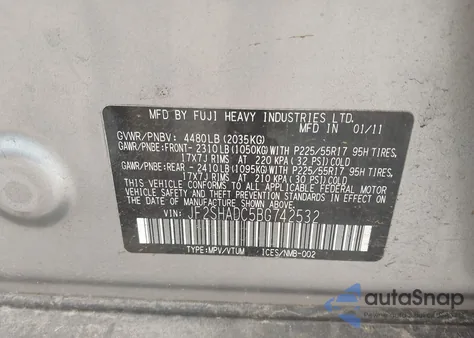 MFD BY FUJI HEAVY INDUSTRIES LTD.
MFD IN 01/11
GVWR/PNBV: 4480LB (2035KG)
GAWR/PNBE:FRONT- 2310LB (1050KG) WITH P225/55R17 95H TIRES,
17X7J RIMS AT 220 KPA (32 PSI) COLD
GAWR/PNBE:REAR - 2410LB (1095KG) WITH P225/55R17 95H TIRES,
17X7J RIMS AT 210 KPA (30 PSI) COLD
THIS VEHICLE CONFORMS TO ALL APPLICABLE FEDERAL MOTOR
VEHICLE SAFETY AND THEFT PREVENTION STANDARDS IN EFFECT ON
THE DATE OF MANUFACTURE SHOWN ABOVE.
VIN: JF2SHADC5BG742532
TYPE:MPV/VTUM ICES/NMB-002
autoSnap
Powered by AutoBidMaster